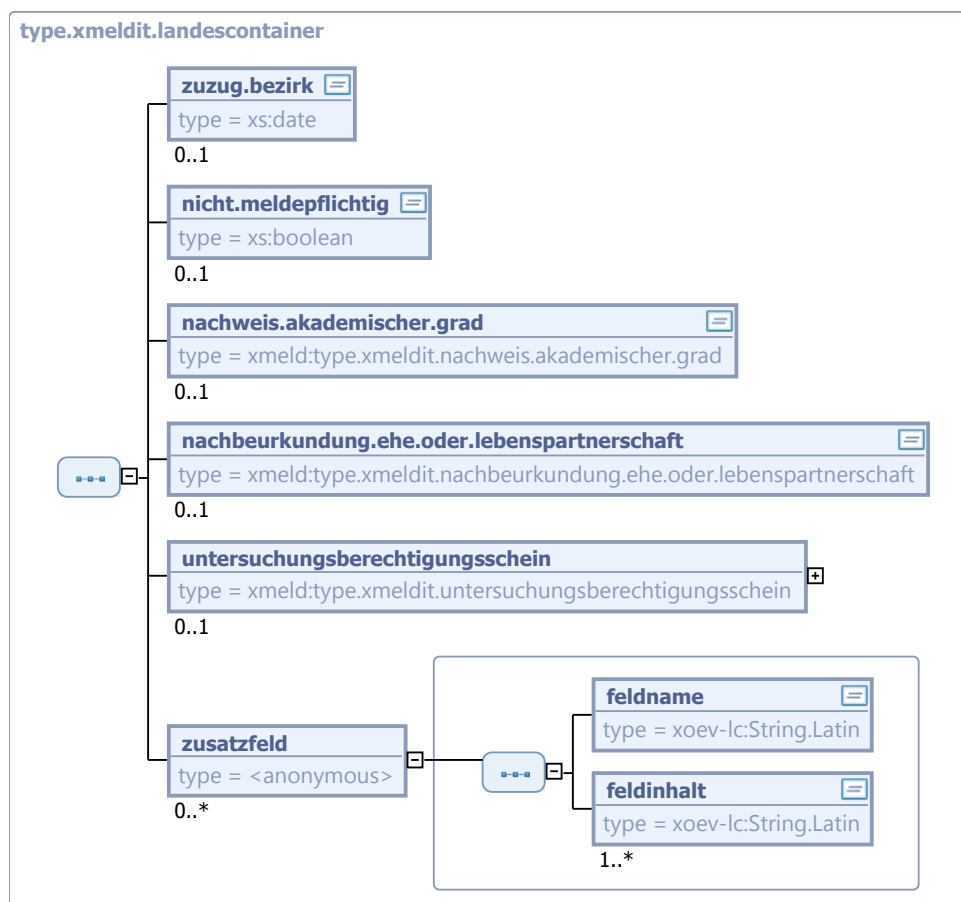 type.xmeldit.landescontainer
zuzug.bezirk
type = xs:date
0..1
nicht.meldepflichtig
type = xs:boolean
0..1
nachweis.akademischer.grad
type = xmeld:type.xmeldit.nachweis.akademischer.grad
0..1
nachbeurkundung.ehe.oder.lebenspartnerschaft
type = xmeld:type.xmeldit.nachbeurkundung.ehe.oder.lebenspartnerschaft
0..1
untersuchungsberechtigungsschein
type = xmeld:type.xmeldit.untersuchungsberechtigungsschein
0..1
zusatzfeld
type = <anonymous>
0..*
feldname
type = xoev-lc:String.Latin
feldinhalt
type = xoev-lc:String.Latin
1..*